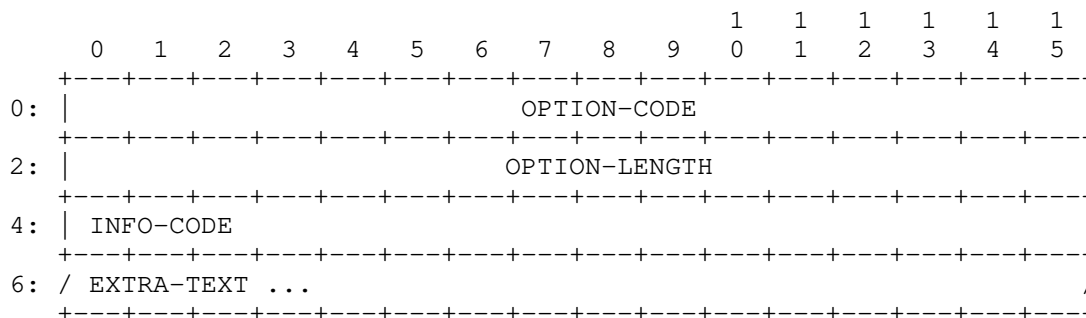 1   1   1   1   1   1
     0   1   2   3   4   5   6   7   8   9   0   1   2   3   4   5
   +---+---+---+---+---+---+---+---+---+---+---+---+---+---+---+---
0: |                            OPTION-CODE
   +---+---+---+---+---+---+---+---+---+---+---+---+---+---+---+---
2: |                           OPTION-LENGTH
   +---+---+---+---+---+---+---+---+---+---+---+---+---+---+---+---
4: | INFO-CODE
   +---+---+---+---+---+---+---+---+---+---+---+---+---+---+---+---
6: / EXTRA-TEXT ...                                                /
   +---+---+---+---+---+---+---+---+---+---+---+---+---+---+---+---